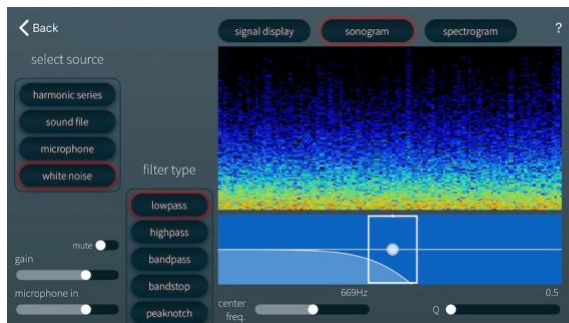 Back
signal display
sonogram
spectrogram
?
select source
harmonic series
sound file
microphone
white noise
filter type
lowpass
highpass
bandpass
bandstop
peaknotch
mute
gain
microphone in
669Hz
0.5
center
freq.
Q